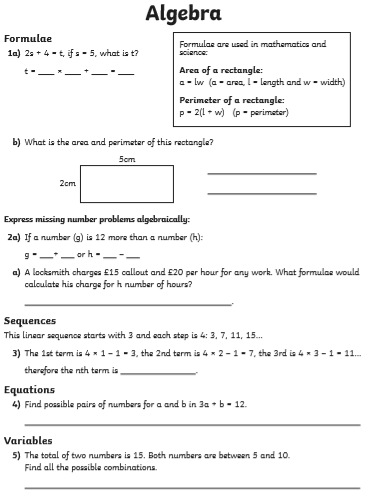 Algebra
Formulae
1a) 2s + 4 = t, if s = 5, what is t?
t = ___ × ___ + ___ = ___
Formulae are used in mathematics and
science:
Area of a rectangle:
a = lw (a = area, l = length and w = width)
Perimeter of a rectangle:
p = 2(l + w) (p = perimeter)
b) What is the area and perimeter of this rectangle?
5cm
2cm
Express missing number problems algebraically:
2a) If a number (g) is 12 more than a number (h):
g = ___+ ___ or h = ___ – ___
a) A locksmith charges £15 callout and £20 per hour for any work. What formulae would
calculate his charge for h number of hours?
Sequences
This linear sequence starts with 3 and each step is 4: 3, 7, 11, 15...
3) The 1st term is 4 × 1 – 1 = 3, the 2nd term is 4 × 2 – 1 = 7, the 3rd is 4 × 3 – 1 = 11...
therefore the nth term is _______________.
Equations
4) Find possible pairs of numbers for a and b in 3a + b = 12.
Variables
5) The total of two numbers is 15. Both numbers are between 5 and 10.
Find all the possible combinations.